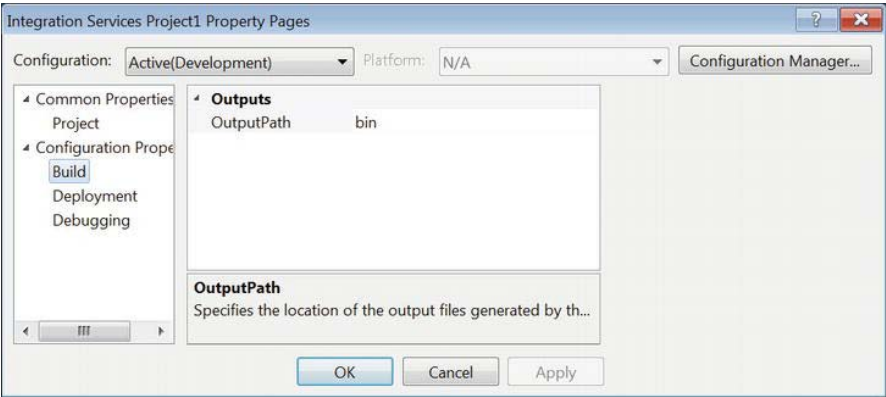 Integration Services Project1 Property Pages
Configuration: Active(Development) Platform: N/A Configuration Manager...
Common Properties
Project
Configuration Prope
Build
Deployment
Debugging
Outputs
OutputPath bin
OutputPath
Specifies the location of the output files generated by th...
OK Cancel Apply